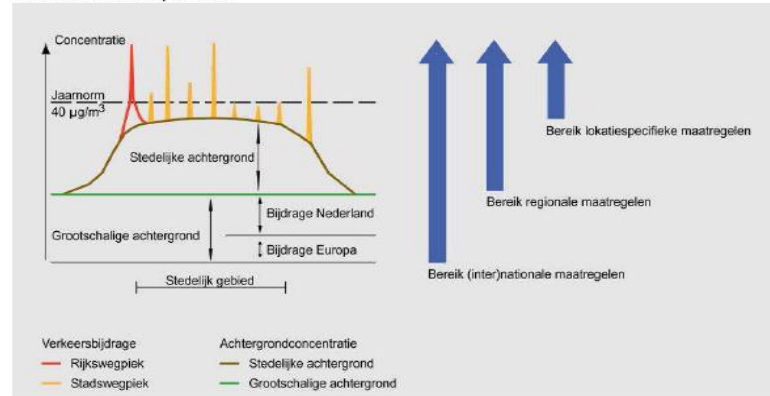 Concentratie
Jaarnorm
40 µg/m³
Stedelijke achtergrond
Bijdrage Nederland
Grootschalige achtergrond
Bijdrage Europa
Stedelijk gebied
Bereik lokatiespecifieke maatregelen
Bereik regionale maatregelen
Bereik (inter)nationale maatregelen
Verkeersbijdrage
Rijkswegpiek
Stadswegpiek
Achtergrondconcentratie
Stedelijke achtergrond
Grootschalige achtergrond